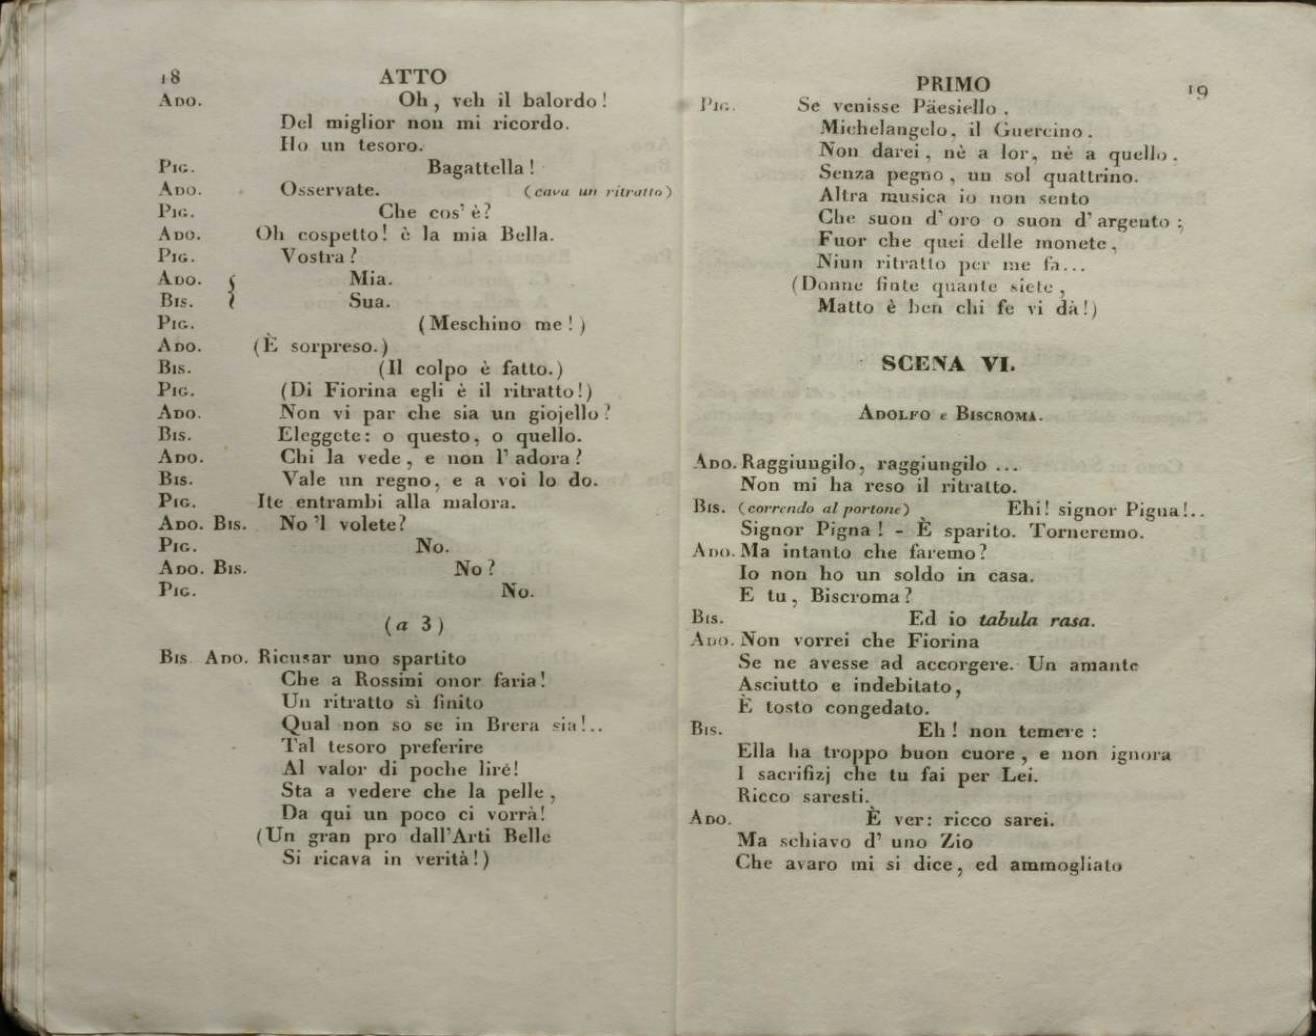 18 ATTO
ADO. Oh, veh il balordo!
Del miglior non mi ricordo.
Ho un tesoro.
PIG. Bagattella!
ADO. Osservate. (cava un ritratto)
PIG. Che cos' è?
ADO. Oh cospetto! è la mia Bella.
PIG. Vostra?
ADO. { Mia.
BIS. Sua.
PIG. (Meschino me!)
ADO. (È sorpreso.)
BIS. (Il colpo è fatto.)
PIG. (Di Fiorina egli è il ritratto!)
ADO. Non vi par che sia un giojello?
BIS. Eleggete: o questo, o quello.
ADO. Chi la vede, e non l' adora?
BIS. Vale un regno, e a voi lo do.
PIG. Ite entrambi alla malora.
ADO. BIS. No 'l volete?
PIG. No.
ADO. BIS. No?
PIG. No.
(a 3)
BIS ADO. Ricusar uno spartito
Che a Rossini onor faria!
Un ritratto sì finito
Qual non so se in Brera sia!..
Tal tesoro preferire
Al valor di poche lire!
Sta a vedere che la pelle,
Da qui un poco ci vorrà!
(Un gran pro dall'Arti Belle
Si ricava in verità!)
PRIMO 19
PIG. Se venisse Päesiello,
Michelangelo, il Guercino,
Non darei, nè a lor, nè a quello,
Senza pegno, un sol quattrino.
Altra musica io non sento
Che suon d' oro o suon d' argento;
Fuor che quei delle monete,
Niun ritratto per me fa...
(Donne finte quante siete,
Matto è ben chi fe vi dà!)
SCENA VI.
ADOLFO e BISCROMA.
ADO. Raggiungilo, raggiungilo ...
Non mi ha reso il ritratto.
BIS. (correndo al portone) Ehi! signor Pigna!..
Signor Pigna! - È sparito. Torneremo.
ADO. Ma intanto che faremo?
Io non ho un soldo in casa.
E tu, Biscroma?
BIS. Ed io tabula rasa.
ADO. Non vorrei che Fiorina
Se ne avesse ad accorgere. Un amante
Asciutto e indebitato,
È tosto congedato.
BIS. Eh! non temere:
Ella ha troppo buon cuore, e non ignora
I sacrifizj che tu fai per Lei.
Ricco saresti.
ADO. È ver: ricco sarei.
Ma schiavo d' uno Zio
Che avaro mi si dice, ed ammogliato